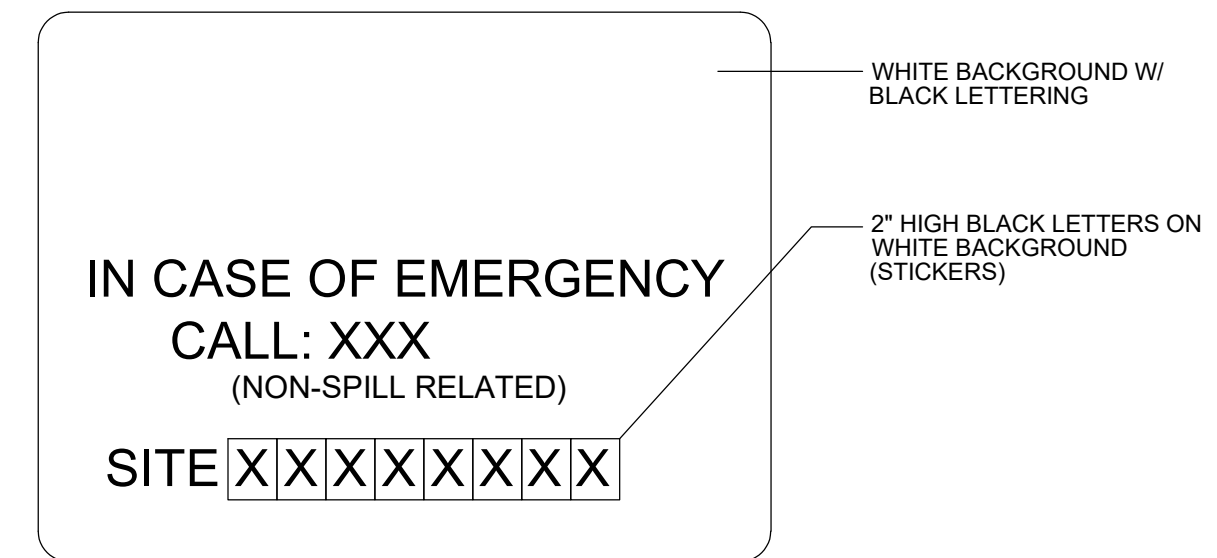 WHITE BACKGROUND W/
BLACK LETTERING
2" HIGH BLACK LETTERS ON
WHITE BACKGROUND
(STICKERS)
IN CASE OF EMERGENCY
CALL: XXX
(NON-SPILL RELATED)
SITE XXXXXXXX